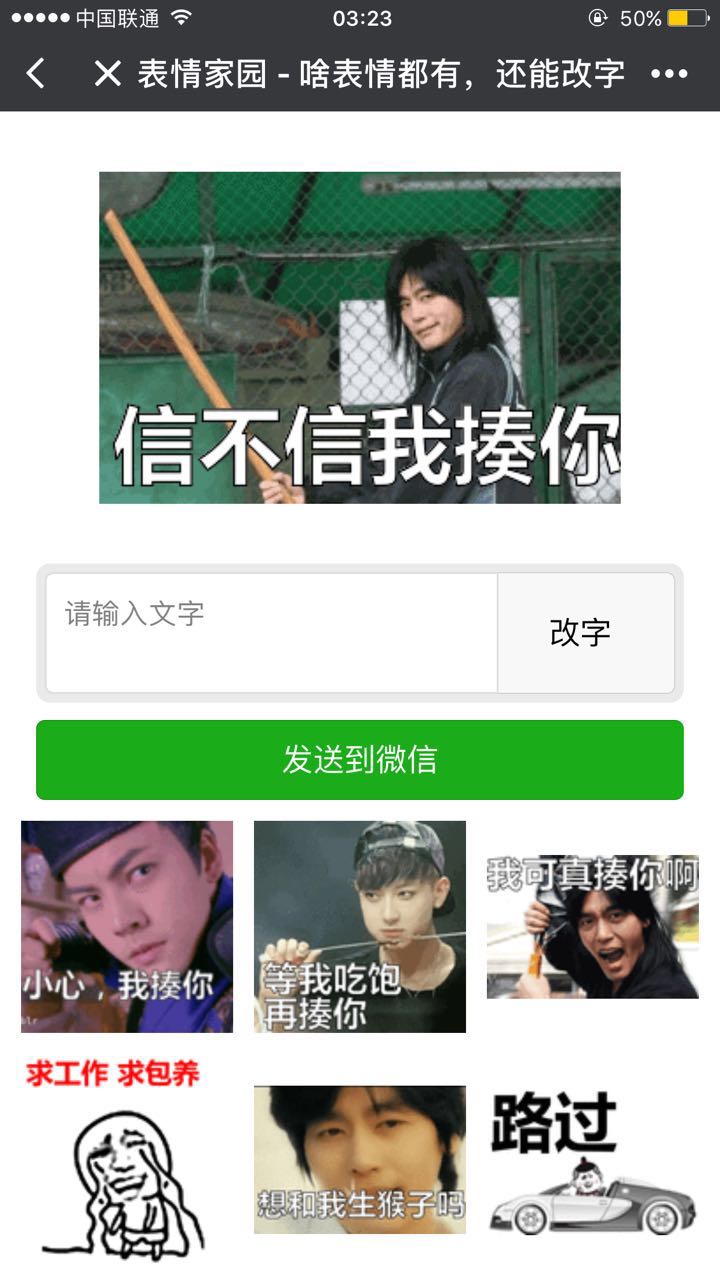 中国联通
03:23
50%
表情家园 - 啥表情都有，还能改字
信不信我揍你
请输入文字
改字
发送到微信
小心，我揍你
blr
等我吃饱
再揍你
我可真揍你啊
求工作 求包养
想和我生猴子吗
路过